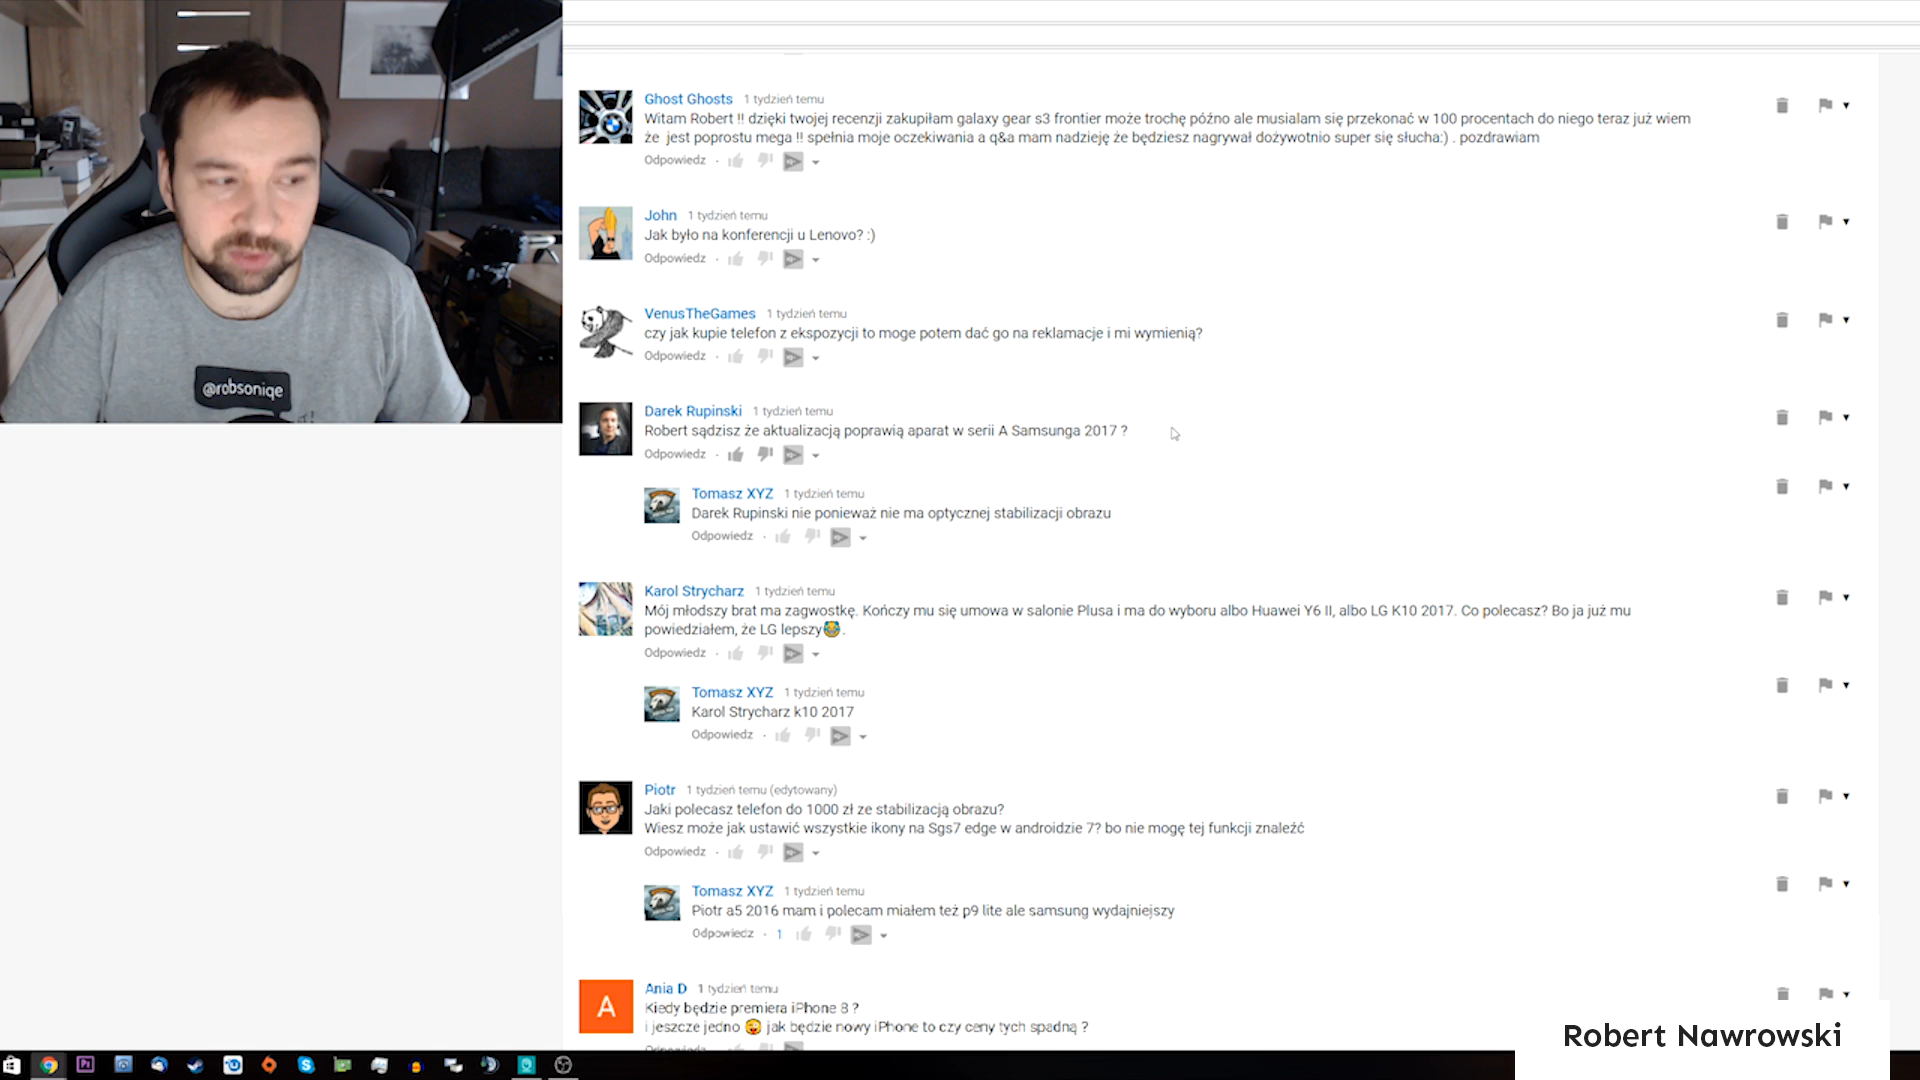 POWERLUX
@robsoniqe
Ghost Ghosts 1 tydzień temu
Witam Robert !! dzięki twojej recenzji zakupiłam galaxy gear s3 frontier może trochę późno ale musialam się przekonać w 100 procentach do niego teraz już wiem
że jest poprostu mega !! spełnia moje oczekiwania a q&a mam nadzieję że będziesz nagrywał dożywotnio super się słucha:) . pozdrawiam
Odpowiedz
John 1 tydzień temu
Jak było na konferencji u Lenovo? :)
Odpowiedz
VenusTheGames 1 tydzień temu
czy jak kupie telefon z ekspozycji to moge potem dać go na reklamacje i mi wymienią?
Odpowiedz
Darek Rupinski 1 tydzień temu
Robert sądzisz że aktualizacją poprawią aparat w serii A Samsunga 2017 ?
Odpowiedz
Tomasz XYZ 1 tydzień temu
Darek Rupinski nie ponieważ nie ma optycznej stabilizacji obrazu
Odpowiedz
Karol Strycharz 1 tydzień temu
Mój młodszy brat ma zagwostkę. Kończy mu się umowa w salonie Plusa i ma do wyboru albo Huawei Y6 II, albo LG K10 2017. Co polecasz? Bo ja już mu
powiedziałem, że LG lepszy .
Odpowiedz
Tomasz XYZ 1 tydzień temu
Karol Strycharz k10 2017
Odpowiedz
Piotr 1 tydzień temu (edytowany)
Jaki polecasz telefon do 1000 zł ze stabilizacją obrazu?
Wiesz może jak ustawić wszystkie ikony na Sgs7 edge w androidzie 7? bo nie mogę tej funkcji znaleźć
Odpowiedz
Tomasz XYZ 1 tydzień temu
Piotr a5 2016 mam i polecam miałem też p9 lite ale samsung wydajniejszy
Odpowiedz · 1
A
Ania D 1 tydzień temu
Kiedy będzie premiera iPhone 8 ?
i jeszcze jedno jak będzie nowy iPhone to czy ceny tych spadną ?
Odpowiedz
Robert Nawrowski